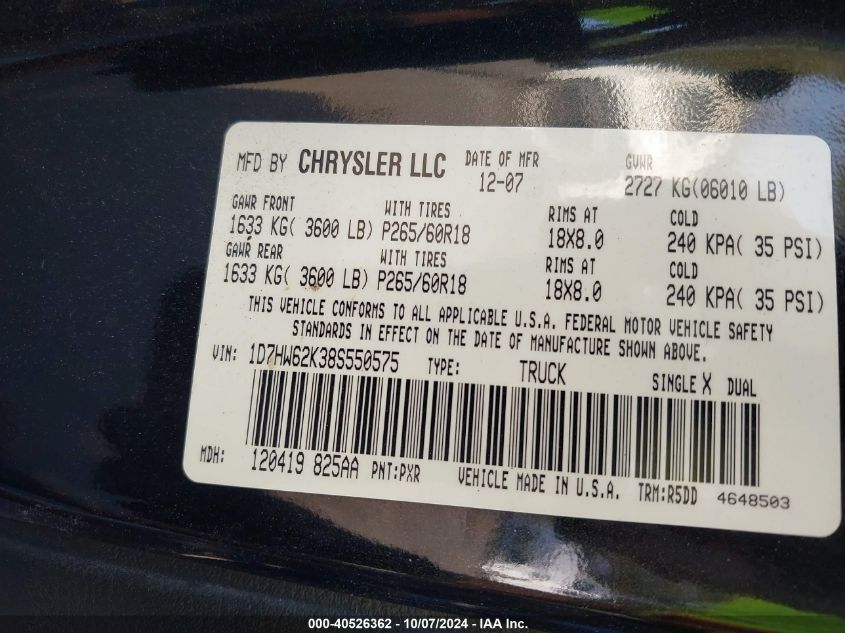 MFD BY CHRYSLER LLC DATE OF MFR 12-07 GVWR 2727 KG(06010 LB)
GAWR FRONT WITH TIRES RIMS AT COLD
1633 KG( 3600 LB) P265/60R18 18X8.0 240 KPA( 35 PSI)
GAWR REAR WITH TIRES RIMS AT COLD
1633 KG( 3600 LB) P265/60R18 18X8.0 240 KPA( 35 PSI)
THIS VEHICLE CONFORMS TO ALL APPLICABLE U.S.A. FEDERAL MOTOR VEHICLE SAFETY
STANDARDS IN EFFECT ON THE DATE OF MANUFACTURE SHOWN ABOVE.
VIN: 1D7HW62K38S550575 TYPE: TRUCK SINGLE X DUAL
MDH: 120419 825AA PNT:PXR VEHICLE MADE IN U.S.A. TRM:R5DD 4648503
000-40526362 - 10/07/2024 - IAA Inc.